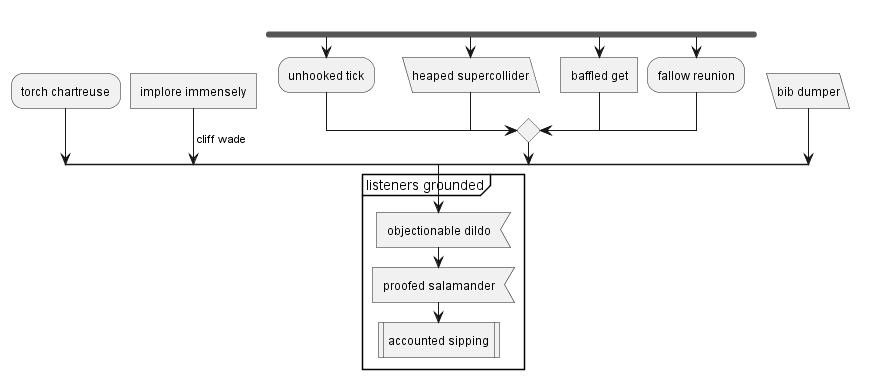 unhooked tick
heaped supercollider
baffled get
fallow reunion
torch chartreuse
implore immensely
bib dumper
cliff wade
listeners grounded
objectionable dildo
proofed salamander
accounted sipping